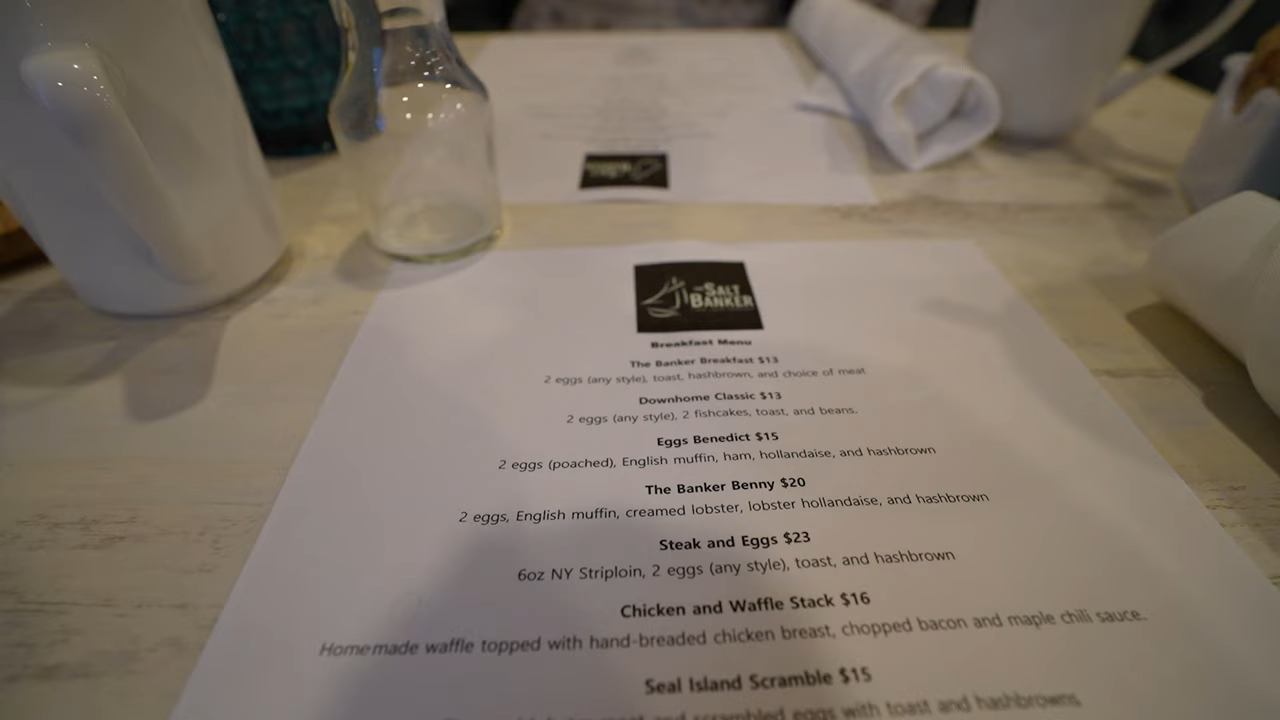 SALT
BANKER
Breakfast Menu
The Banker Breakfast $13
2 eggs (any style), toast, hashbrown, and choice of meat
Downhome Classic $13
2 eggs (any style), 2 fishcakes, toast, and beans.
Eggs Benedict $15
2 eggs (poached), English muffin, ham, hollandaise, and hashbrown
The Banker Benny $20
2 eggs, English muffin, creamed lobster, lobster hollandaise, and hashbrown
Steak and Eggs $23
6oz NY Striploin, 2 eggs (any style), toast, and hashbrown
Chicken and Waffle Stack $16
Homemade waffle topped with hand-breaded chicken breast, chopped bacon and maple chili sauce.
Seal Island Scramble $15
and scrambled eggs with toast and hashbrowns